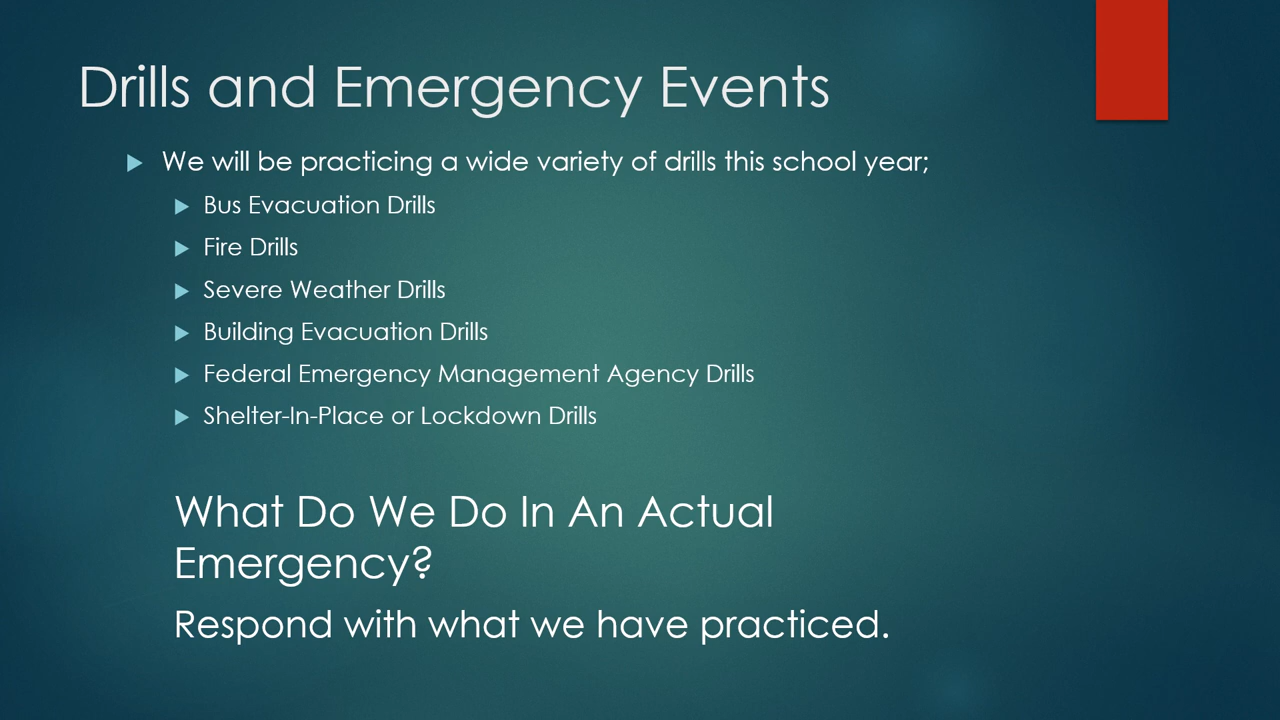 Drills and Emergency Events
We will be practicing a wide variety of drills this school year;
Bus Evacuation Drills
Fire Drills
Severe Weather Drills
Building Evacuation Drills
Federal Emergency Management Agency Drills
Shelter-In-Place or Lockdown Drills
What Do We Do In An Actual
Emergency?
Respond with what we have practiced.